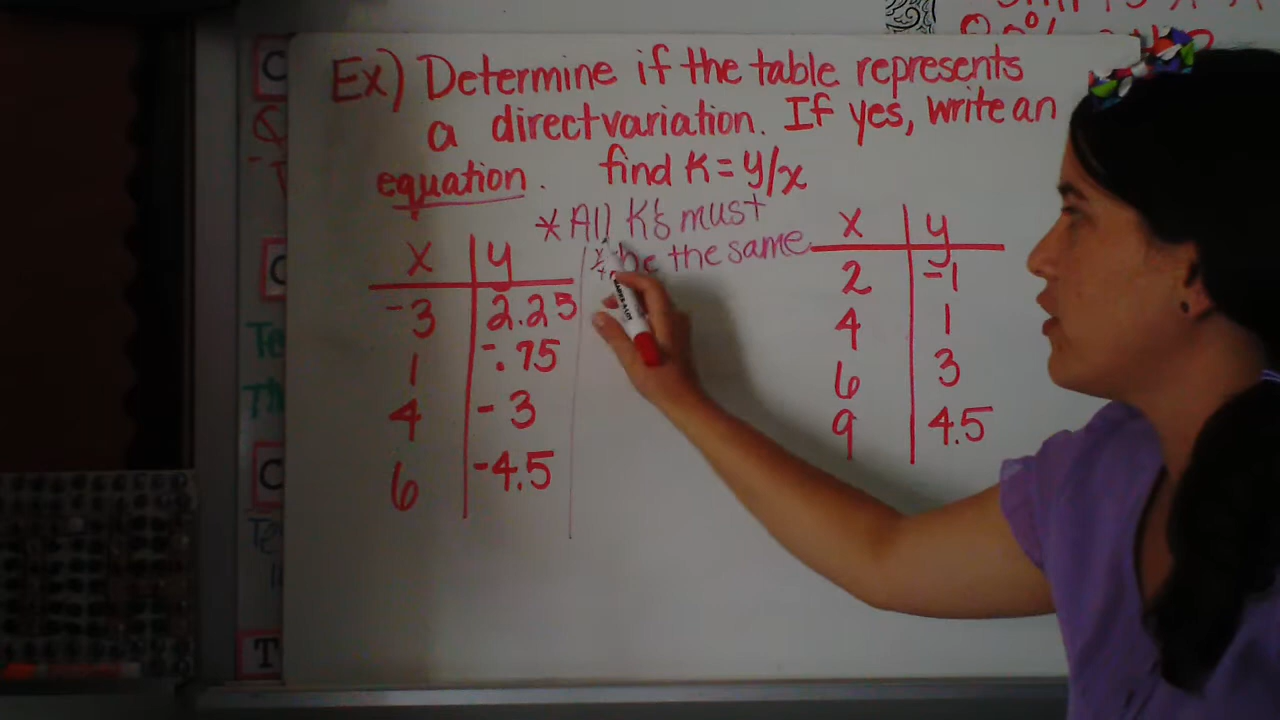 Ex) Determine if the table represents
a direct variation. If yes, write an
equation. find K = y/x
*All K's must
be the same
x y
-3 2.25
1 -.75
4 -3
6 -4.5
x y
2 -1
4 1
6 3
9 4.5